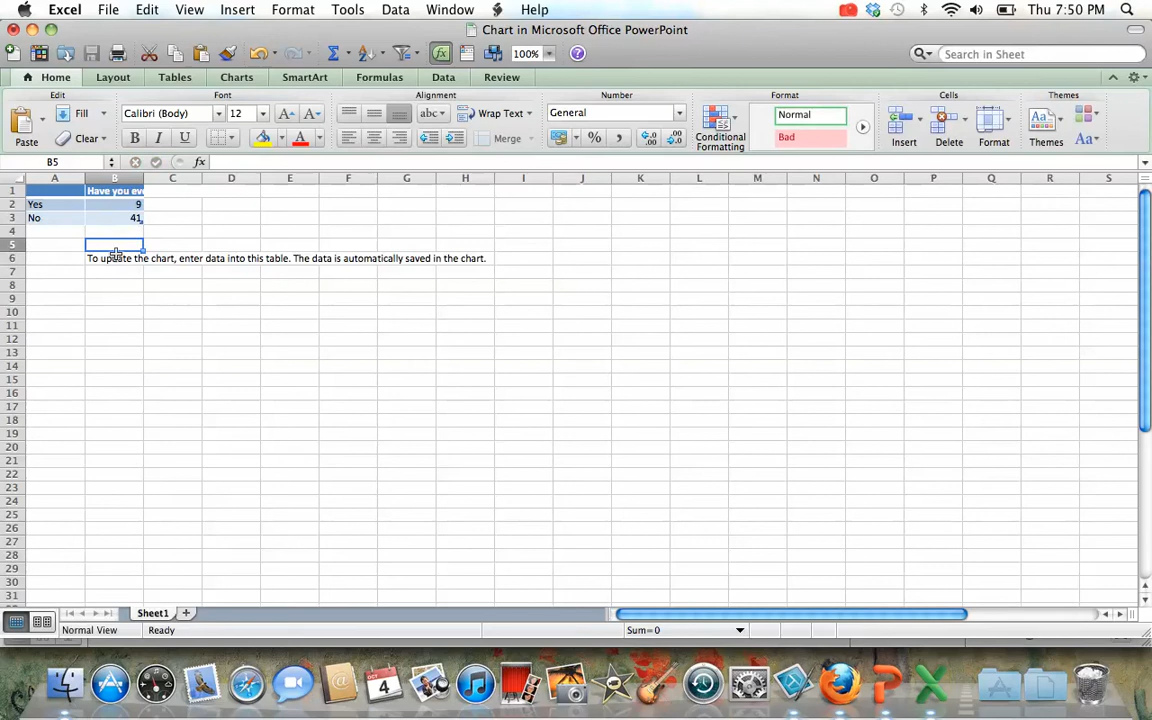 Excel File Edit View Insert Format Tools Data Window Help Thu 7:50 PM
Chart in Microsoft Office PowerPoint
100% Search in Sheet
Home Layout Tables Charts SmartArt Formulas Data Review
Edit Font Alignment Number Format Cells Themes
Fill Calibri (Body) 12 A A abc Wrap Text General Normal
Paste Clear B I U A Merge % Conditional Formatting Bad Insert Delete Format Themes Aa
B5 fx
A B C D E F G H I J K L M N O P Q R S
1 Have you eve
2 Yes 9
3 No 41
4
5
6 To update the chart, enter data into this table. The data is automatically saved in the chart.
7
8
9
10
11
12
13
14
15
16
17
18
19
20
21
22
23
24
25
26
27
28
29
30
31
Sheet1
Normal View Ready Sum=0
OCT
4